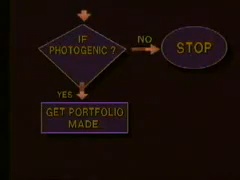 IF
PHOTOGENIC ?
NO
STOP
YES
GET PORTFOLIO
MADE